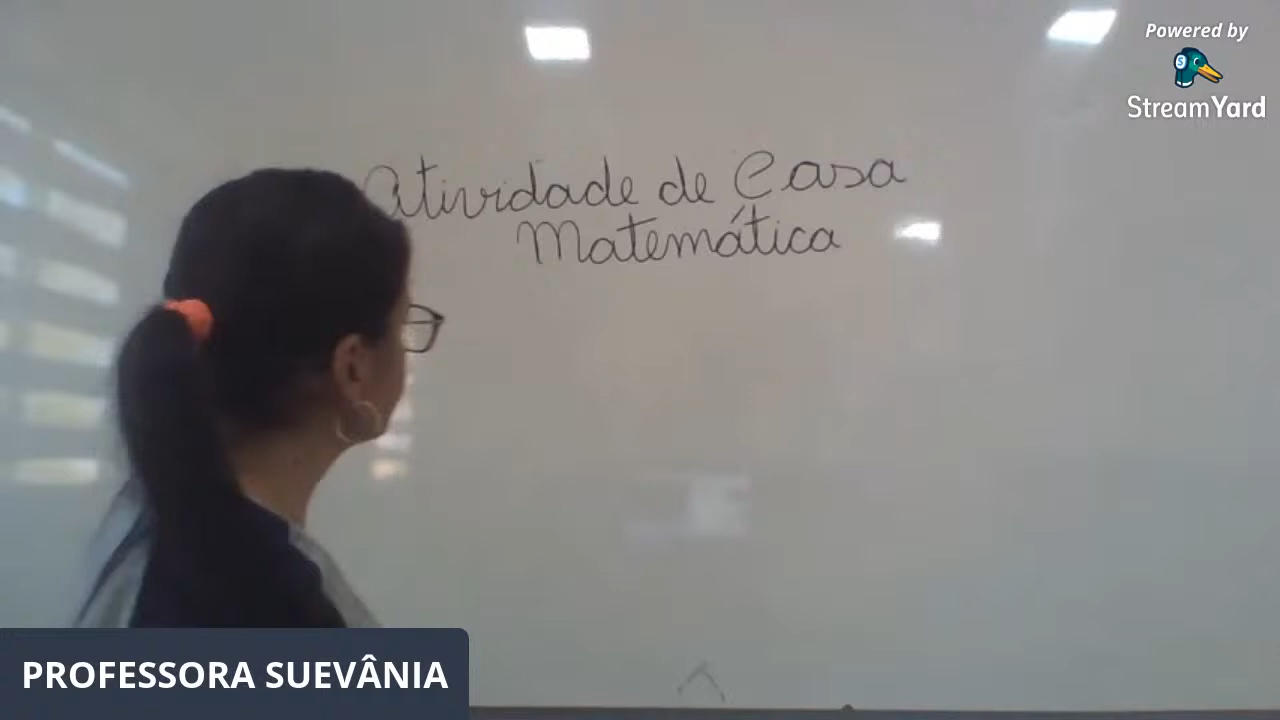 Powered by
StreamYard
Atividade de Casa
Matemática
PROFESSORA SUEVÂNIA